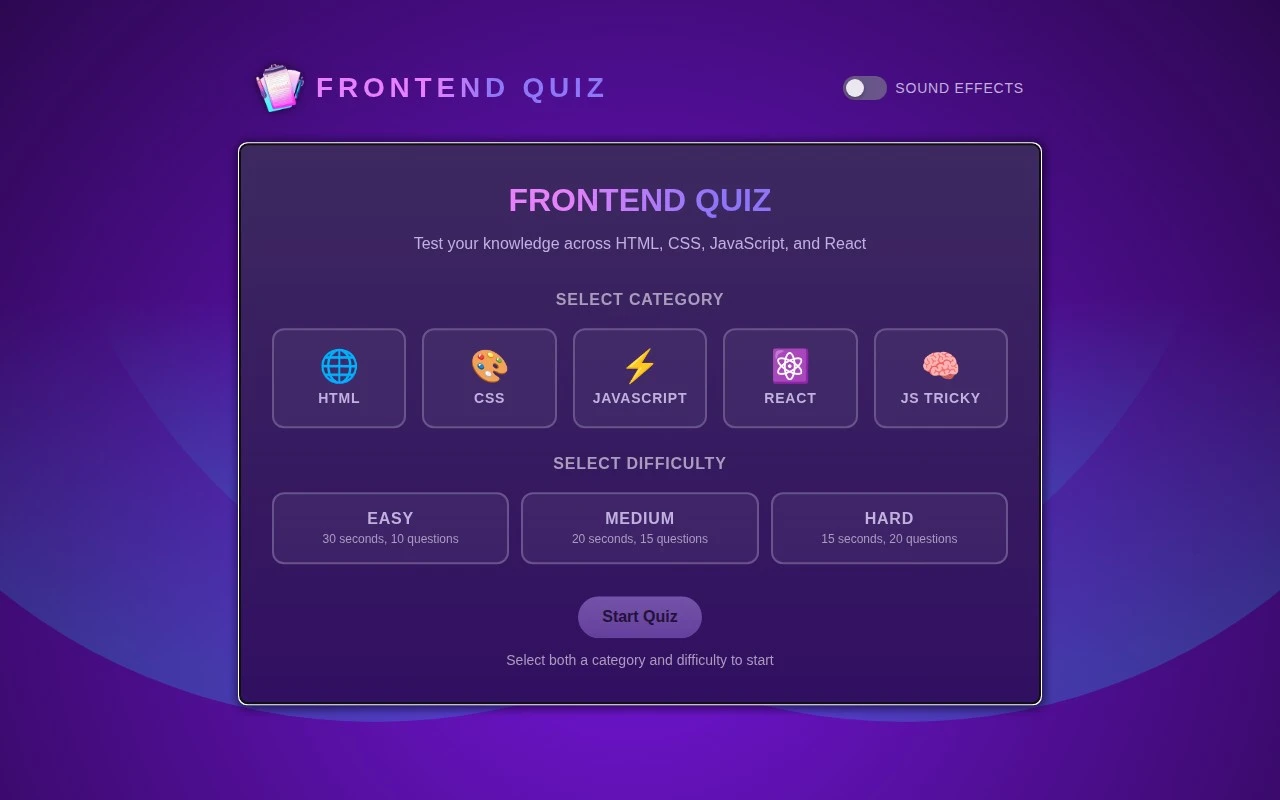 FRONTEND QUIZ
SOUND EFFECTS
FRONTEND QUIZ
Test your knowledge across HTML, CSS, JavaScript, and React
SELECT CATEGORY
HTML
CSS
JAVASCRIPT
REACT
JS TRICKY
SELECT DIFFICULTY
EASY
30 seconds, 10 questions
MEDIUM
20 seconds, 15 questions
HARD
15 seconds, 20 questions
Start Quiz
Select both a category and difficulty to start